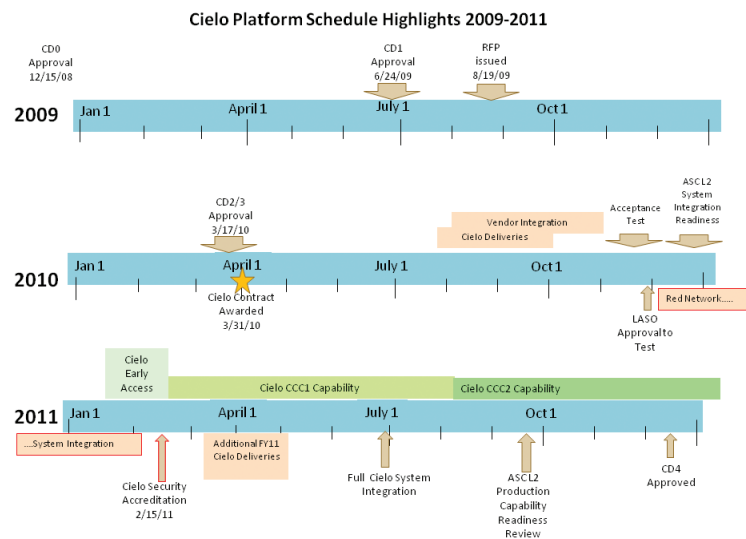 Cielo Platform Schedule Highlights 2009-2011
CD0
Approval
12/15/08
CD1
Approval
6/24/09
RFP
issued
8/19/09
2009
Jan 1
April 1
July 1
Oct 1
CD2/3
Approval
3/17/10
Vendor Integration
Cielo Deliveries
Acceptance
Test
ASC L2
System
Integration
Readiness
2010
Jan 1
April 1
July 1
Oct 1
Cielo Contract
Awarded
3/31/10
LASO
Approval to
Test
Red Network.....
Cielo
Early
Access
Cielo CCC1 Capability
Cielo CCC2 Capability
2011
Jan 1
April 1
July 1
Oct 1
....System Integration
Cielo Security
Accreditation
2/15/11
Additional FY11
Cielo Deliveries
Full Cielo System
Integration
ASC L2
Production
Capability
Readiness
Review
CD4
Approved